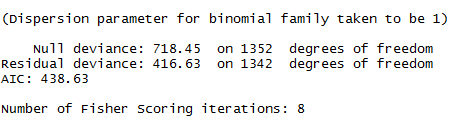 (Dispersion parameter for binomial family taken to be 1)
Null deviance: 718.45 on 1352 degrees of freedom
Residual deviance: 416.63 on 1342 degrees of freedom
AIC: 438.63
Number of Fisher Scoring iterations: 8